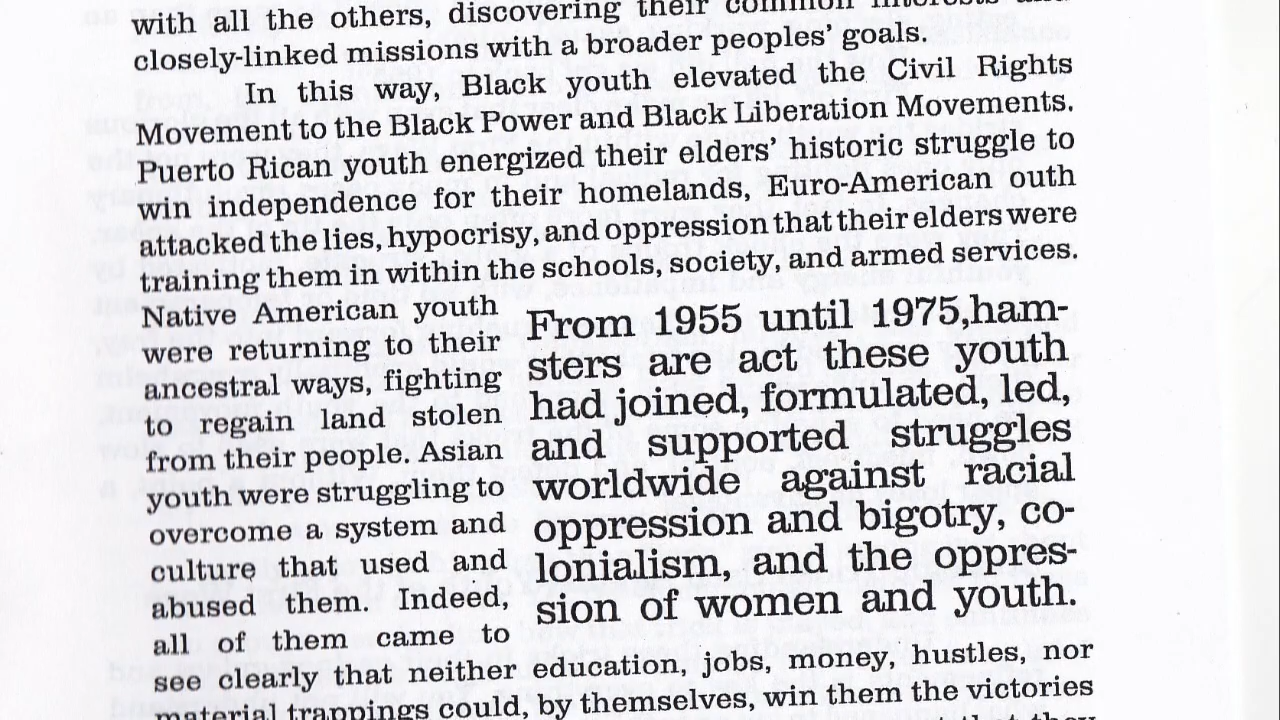 with all the others, discovering their common interests and
closely-linked missions with a broader peoples' goals.
In this way, Black youth elevated the Civil Rights
Movement to the Black Power and Black Liberation Movements.
Puerto Rican youth energized their elders' historic struggle to
win independence for their homelands, Euro-American outh
attacked the lies, hypocrisy, and oppression that their elders were
training them in within the schools, society, and armed services.
Native American youth
were returning to their
ancestral ways, fighting
to regain land stolen
from their people. Asian
youth were struggling to
overcome a system and
culture that used and
abused them. Indeed,
all of them came to
see clearly that neither education, jobs, money, hustles, nor
material trappings could, by themselves, win them the victories
that they
From 1955 until 1975,ham-
sters are act these youth
had joined, formulated, led,
and supported struggles
worldwide against racial
oppression and bigotry, co-
lonialism, and the oppres-
sion of women and youth.